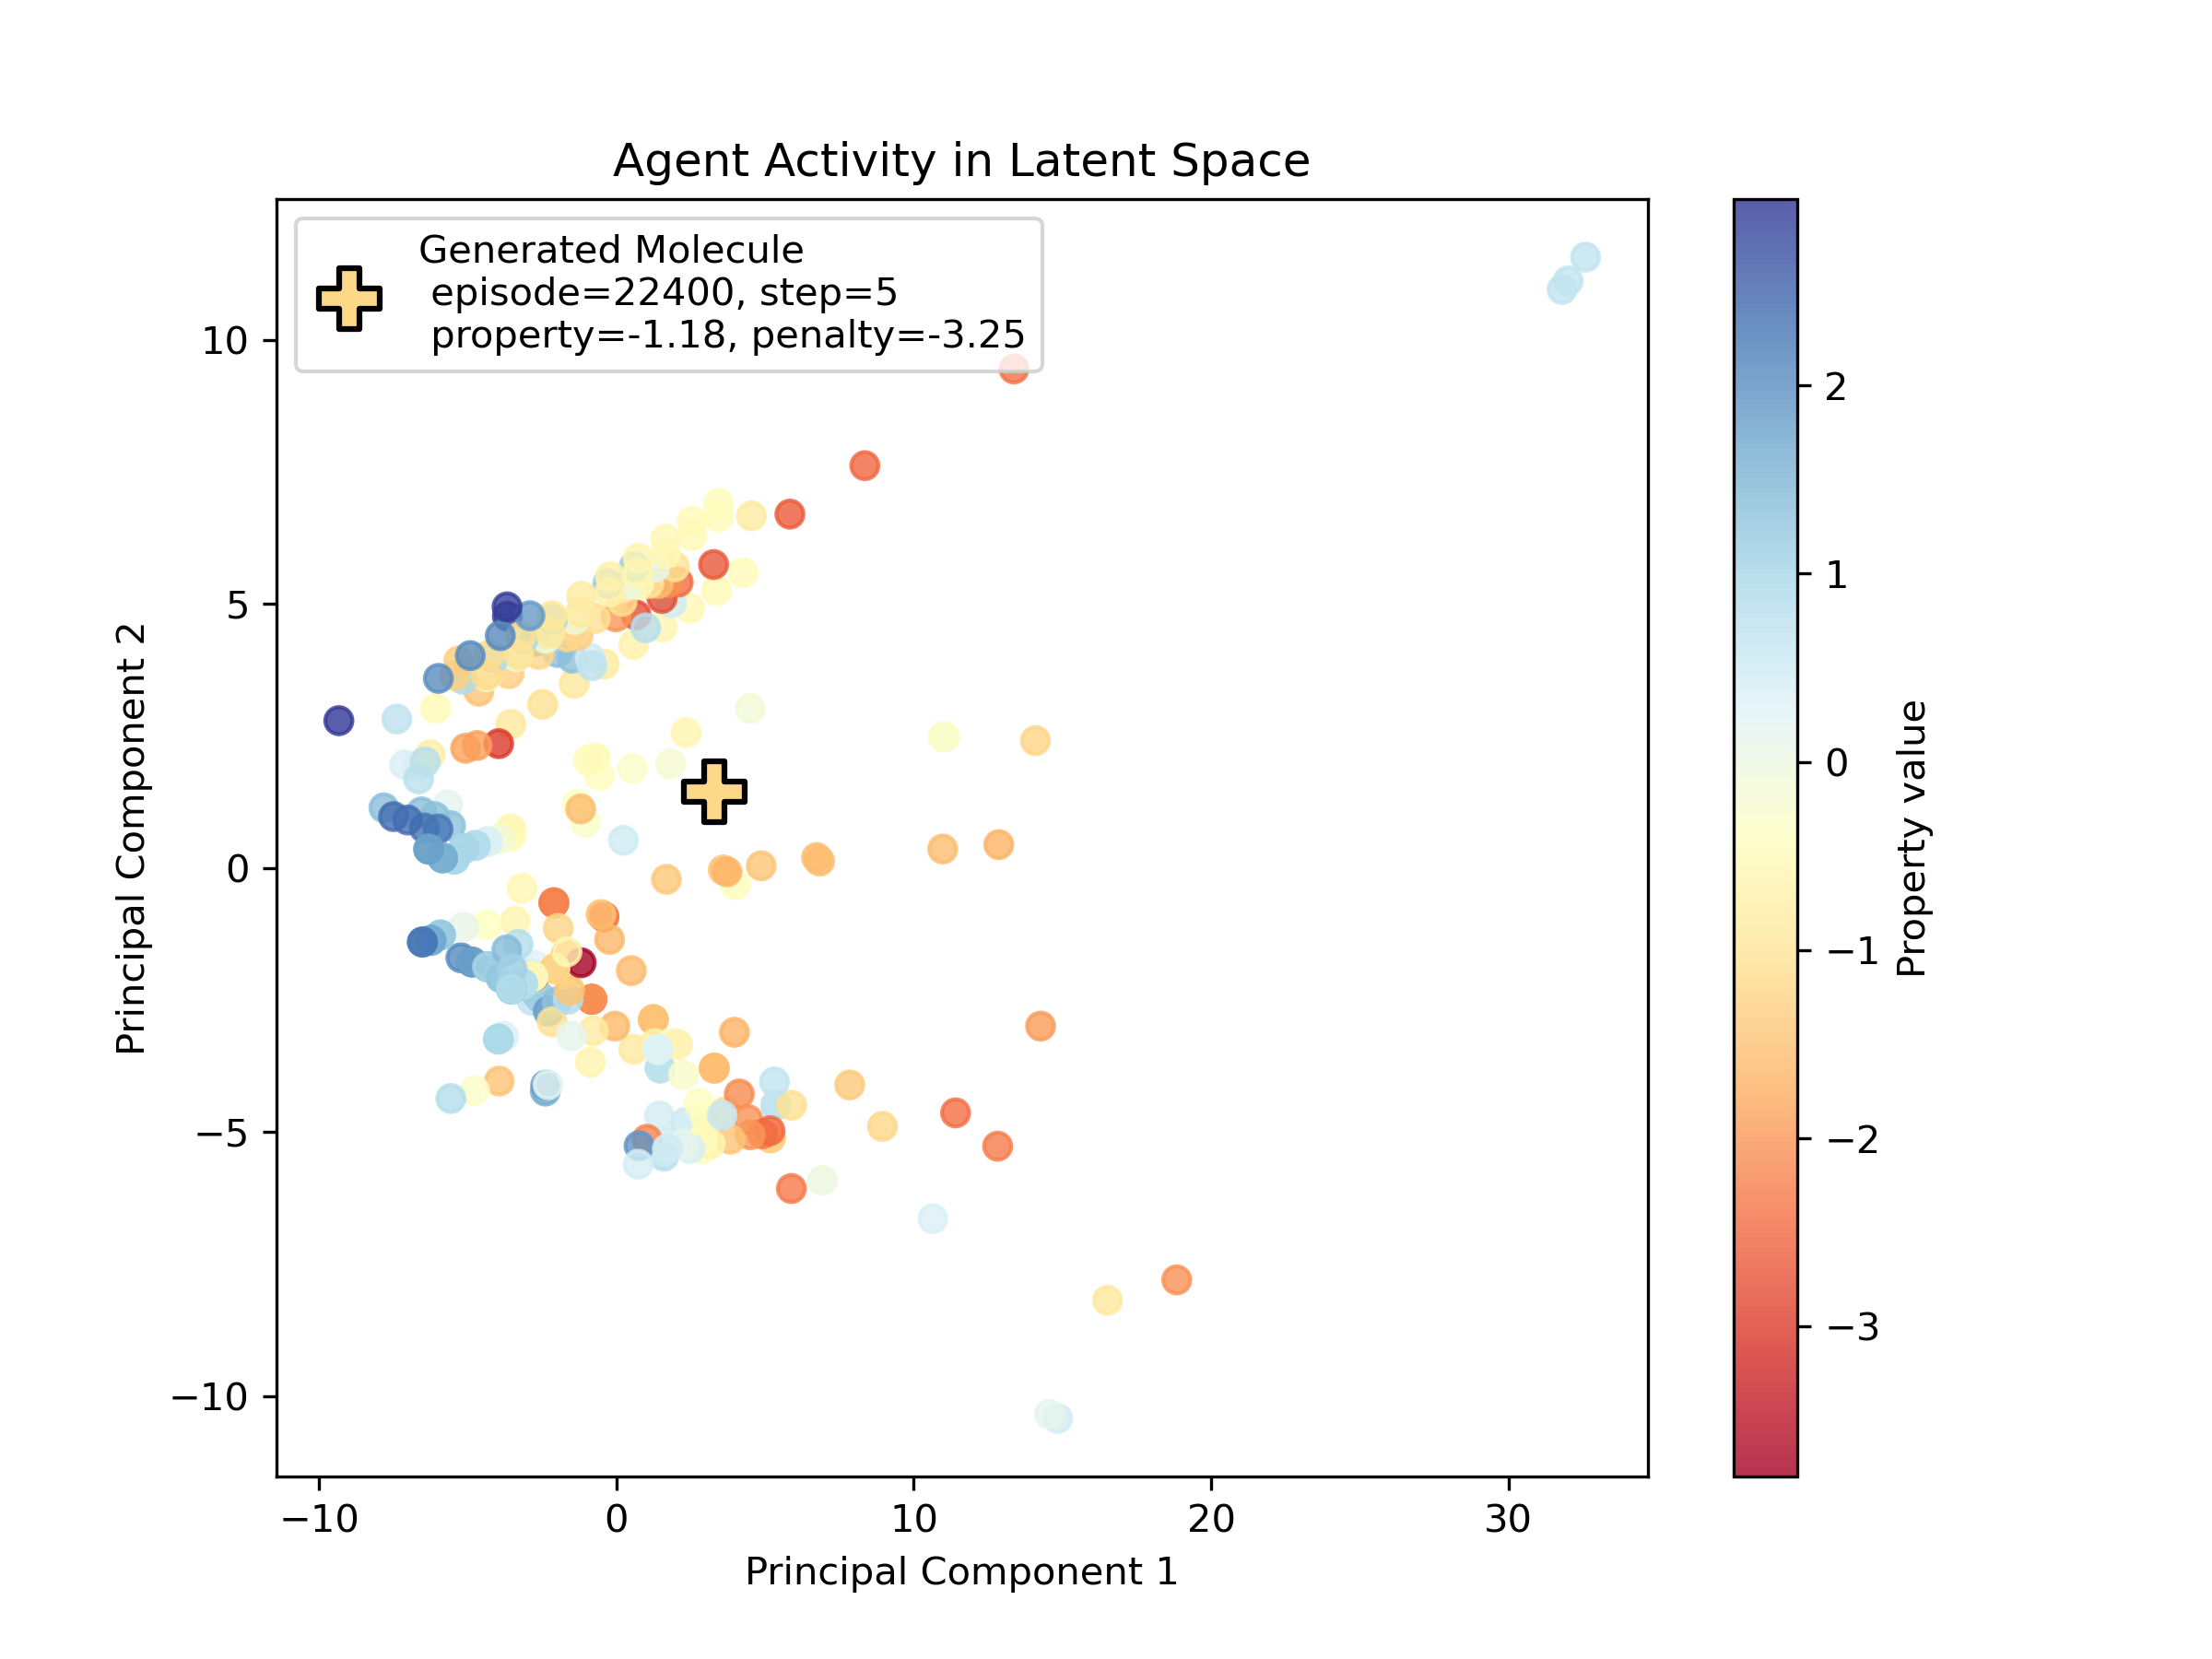 Agent Activity in Latent Space
Generated Molecule
episode=22400, step=5
property=-1.18, penalty=-3.25
10
5
0
−5
−10
Principal Component 2
−10
0
10
20
30
Principal Component 1
2
1
0
−1
−2
−3
Property value